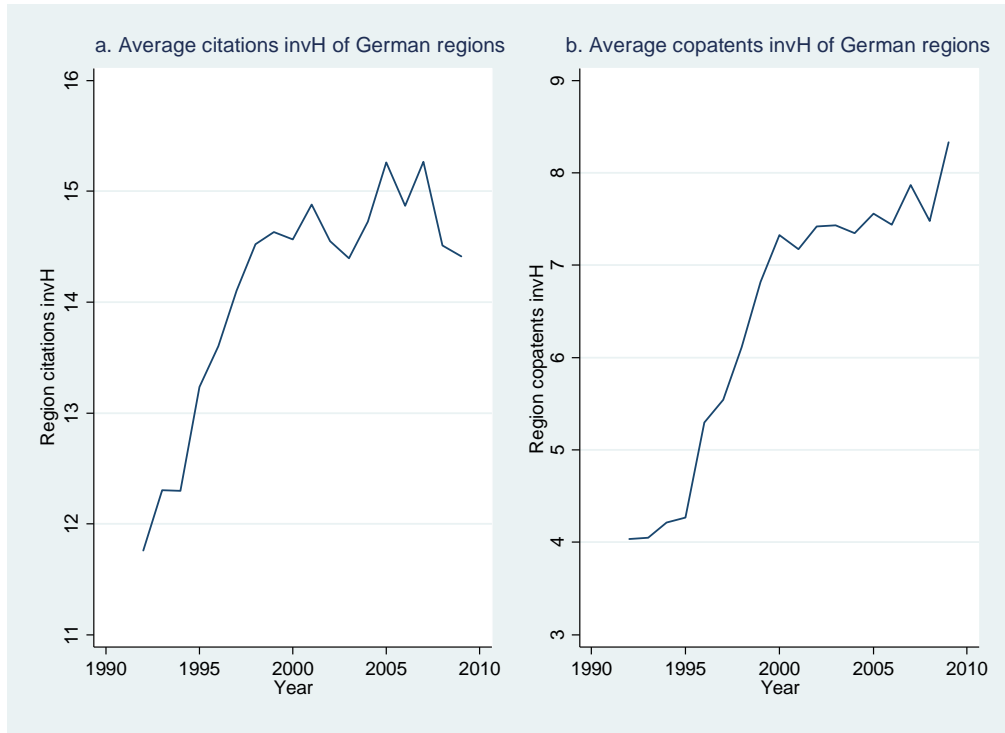 a. Average citations invH of German regions
Region citations invH
16
15
14
13
12
11
1990 1995 2000 2005 2010
Year
b. Average copatents invH of German regions
Region copatents invH
9
8
7
6
5
4
3
1990 1995 2000 2005 2010
Year